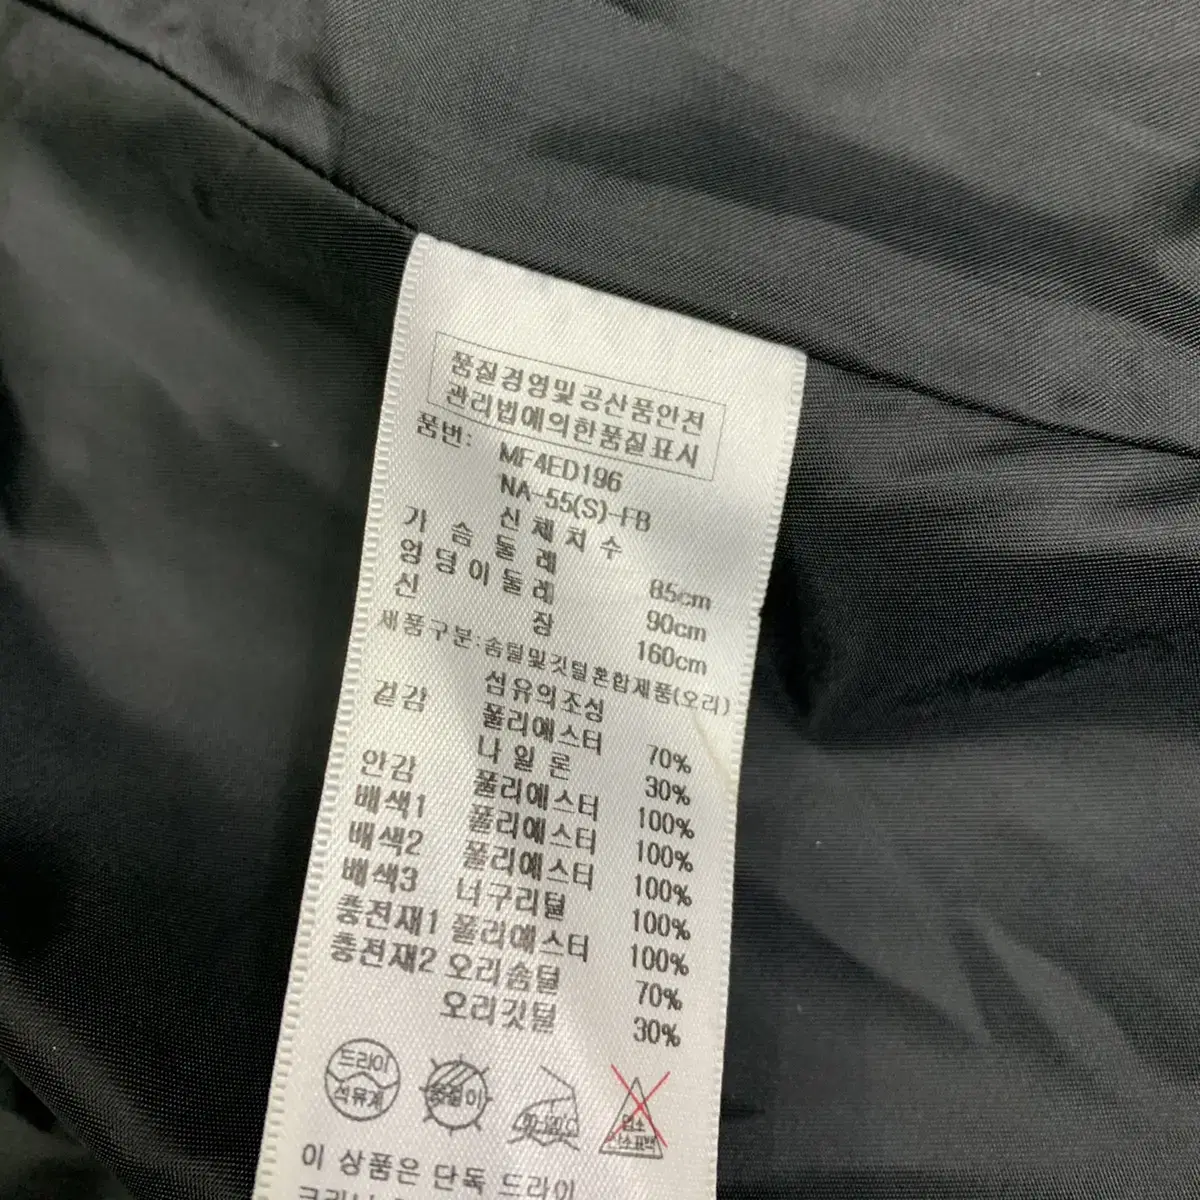 품질경영및공산품안전
관리법에의한품질표시
품번: MF4ED196
NA-55(S)-FB
신체치수
가슴둘레 85cm
엉덩이둘레 90cm
신장 160cm
제품구분:솜털및깃털혼합제품(오리)
섬유의조성
겉감 폴리에스터 70%
나일론 30%
안감 폴리에스터 100%
배색1 폴리에스터 100%
배색2 폴리에스터 100%
배색3 너구리털 100%
충전재1 폴리에스터 100%
충전재2 오리솜털 70%
오리깃털 30%
드라이
석유계
이 상품은 단독 드라이